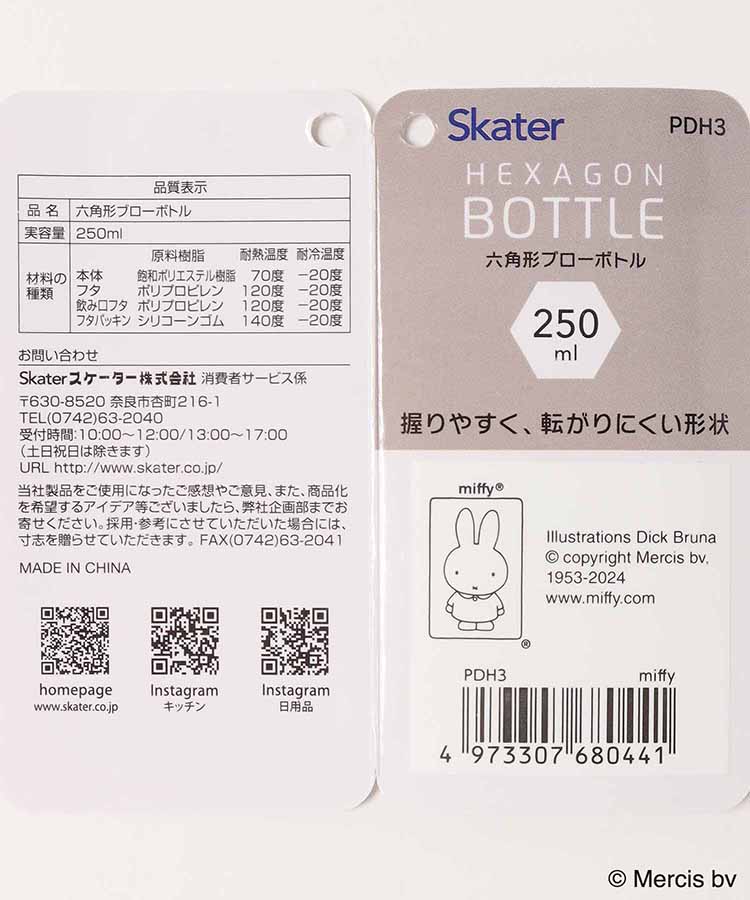 品質表示
品名 六角形ブローボトル
実容量 250ml
材料の種類
原料樹脂 耐熱温度 耐冷温度
本体 飽和ポリエステル樹脂 70度 −20度
フタ ポリプロピレン 120度 −20度
飲み口フタ ポリプロピレン 120度 −20度
フタパッキン シリコーンゴム 140度 −20度
お問い合わせ
Skaterスケーター株式会社 消費者サービス係
〒630-8520 奈良市杏町216-1
TEL(0742)63-2040
受付時間:10:00〜12:00/13:00〜17:00
(土日祝日は除きます)
URL http://www.skater.co.jp/
当社製品をご使用になったご感想やご意見、また、商品化
を希望するアイデア等ございましたら、弊社企画部までお
寄せください。採用・参考にさせていただいた場合には、
寸志を贈らせていただきます。 FAX(0742)63-2041
MADE IN CHINA
homepage
www.skater.co.jp
Instagram
キッチン
Instagram
日用品
Skater PDH3
HEXAGON
BOTTLE
六角形ブローボトル
250
ml
握りやすく、転がりにくい形状
miffy®
®
Illustrations Dick Bruna
© copyright Mercis bv,
1953-2024
www.miffy.com
PDH3 miffy
4 973307 680441
© Mercis bv